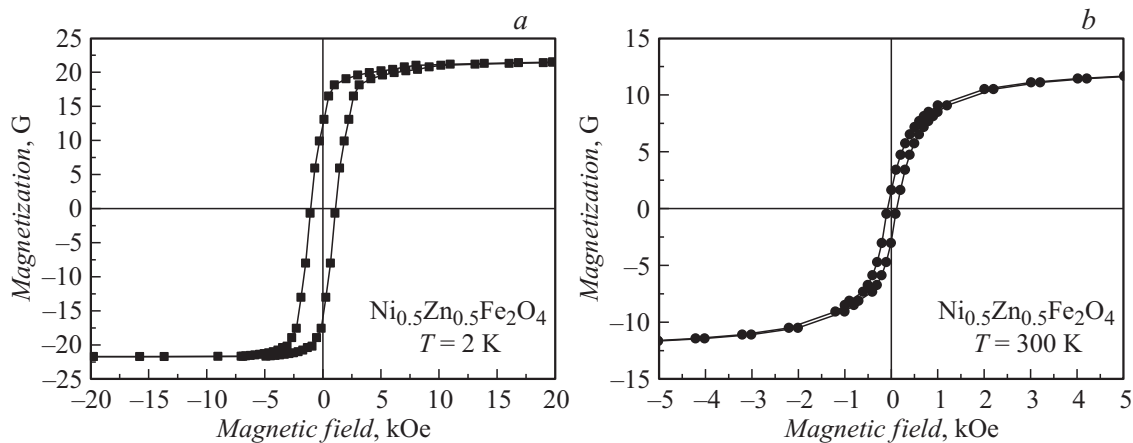 a
25
20
15
10
5
0
–5
–10
–15
–20
–25
Magnetization, G
Ni0.5Zn0.5Fe2O4
T = 2 K
–20 –15 –10 –5 0 5 10 15 20
Magnetic field, kOe
b
15
10
5
0
–5
–10
–15
Magnetization, G
Ni0.5Zn0.5Fe2O4
T = 300 K
–5 –4 –3 –2 –1 0 1 2 3 4 5
Magnetic field, kOe